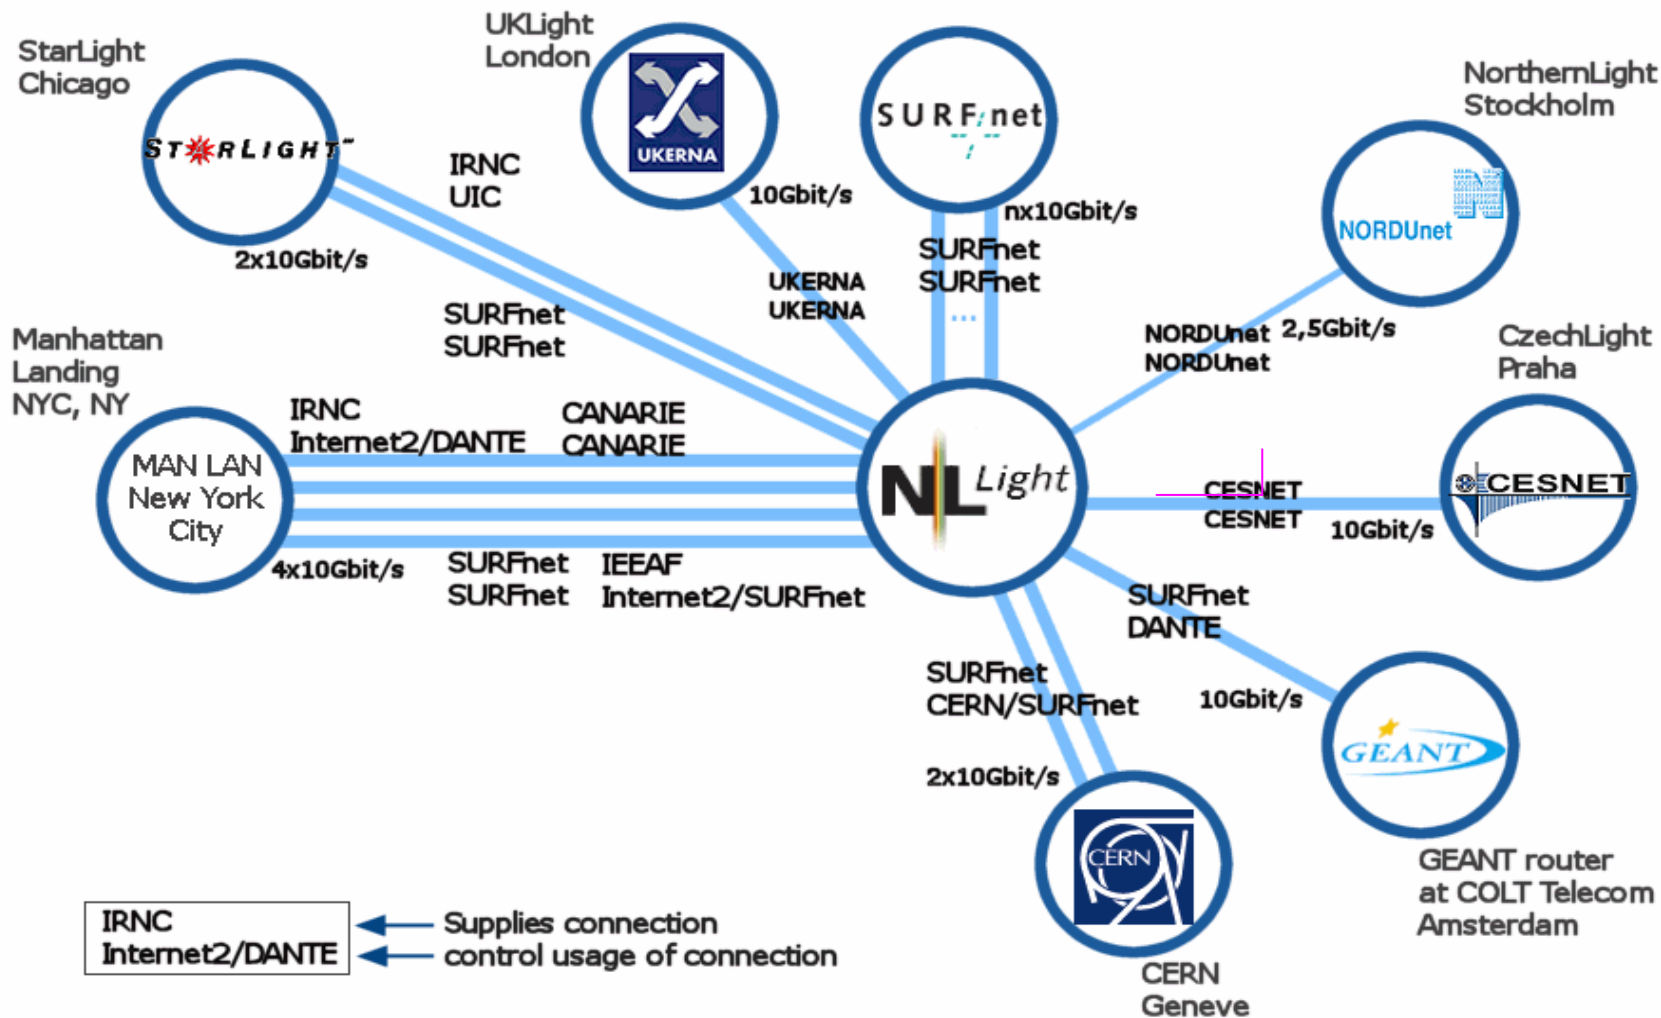 StarLight
Chicago
STARLIGHT™
2x10Gbit/s
IRNC
UIC
SURFnet
SURFnet
UKLight
London
UKERNA
10Gbit/s
UKERNA
UKERNA
SURFnet
nx10Gbit/s
SURFnet
SURFnet
...
NorthernLight
Stockholm
N
NORDUnet
2,5Gbit/s
NORDUnet
NORDUnet
CzechLight
Praha
CESNET
CESNET
CESNET
10Gbit/s
Manhattan
Landing
NYC, NY
MAN LAN
New York
City
4x10Gbit/s
IRNC
Internet2/DANTE
CANARIE
CANARIE
SURFnet
SURFnet
IEEAF
Internet2/SURFnet
NL Light
SURFnet
DANTE
10Gbit/s
GEANT
GEANT router
at COLT Telecom
Amsterdam
SURFnet
CERN/SURFnet
2x10Gbit/s
CERN
CERN
Geneve
IRNC
Internet2/DANTE
Supplies connection
control usage of connection